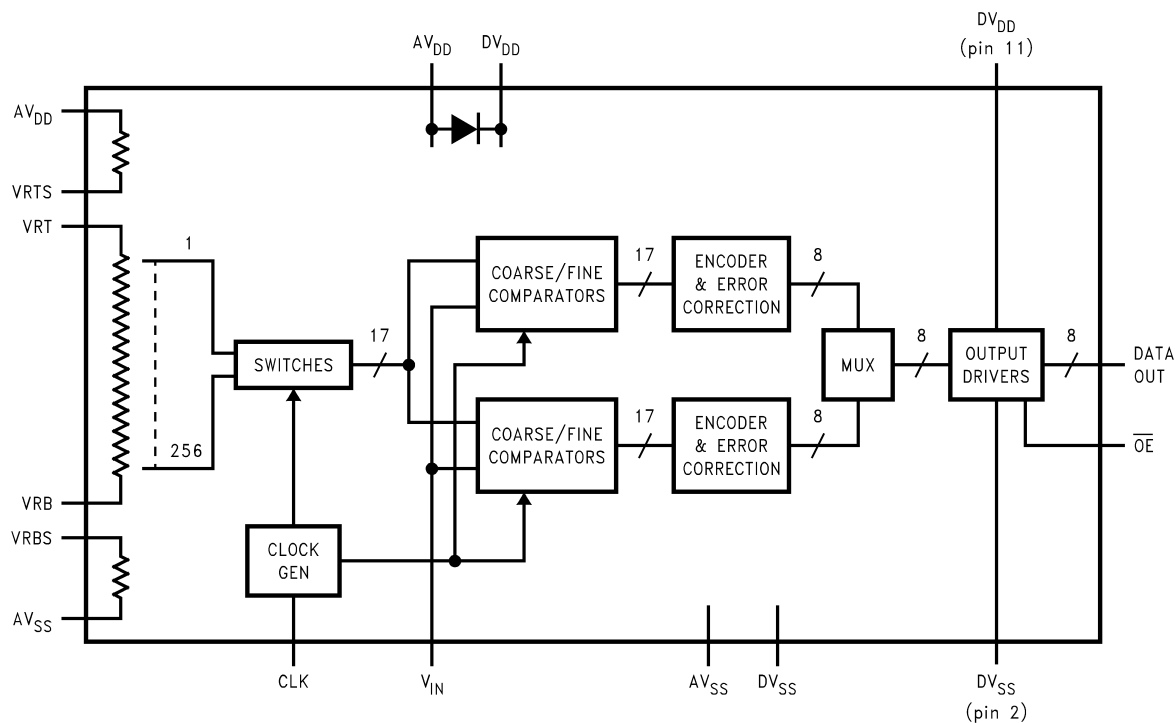 AVDD DVDD
DVDD
(pin 11)
AVDD
VRTS
VRT
1
256
VRB
VRBS
AVSS
SWITCHES
17
COARSE/FINE
COMPARATORS
17
ENCODER
& ERROR
CORRECTION
8
COARSE/FINE
COMPARATORS
17
ENCODER
& ERROR
CORRECTION
8
MUX
8
OUTPUT
DRIVERS
8
DATA
OUT
OE
CLOCK
GEN
CLK
VIN
AVSS DVSS
DVSS
(pin 2)